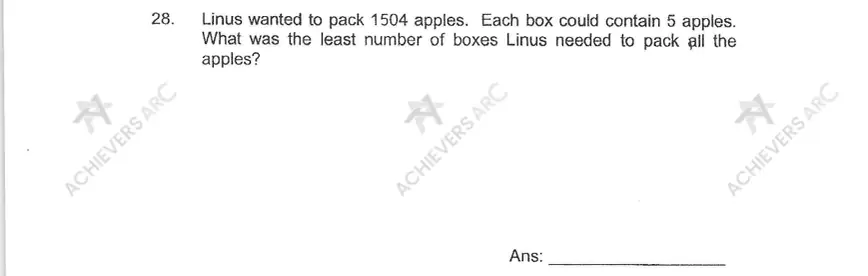 28. Linus wanted to pack 1504 apples. Each box could contain 5 apples.
What was the least number of boxes Linus needed to pack all the
apples?
ACHIEVERS ARC
ACHIEVERS ARC
ACHIEVERS ARC
Ans: